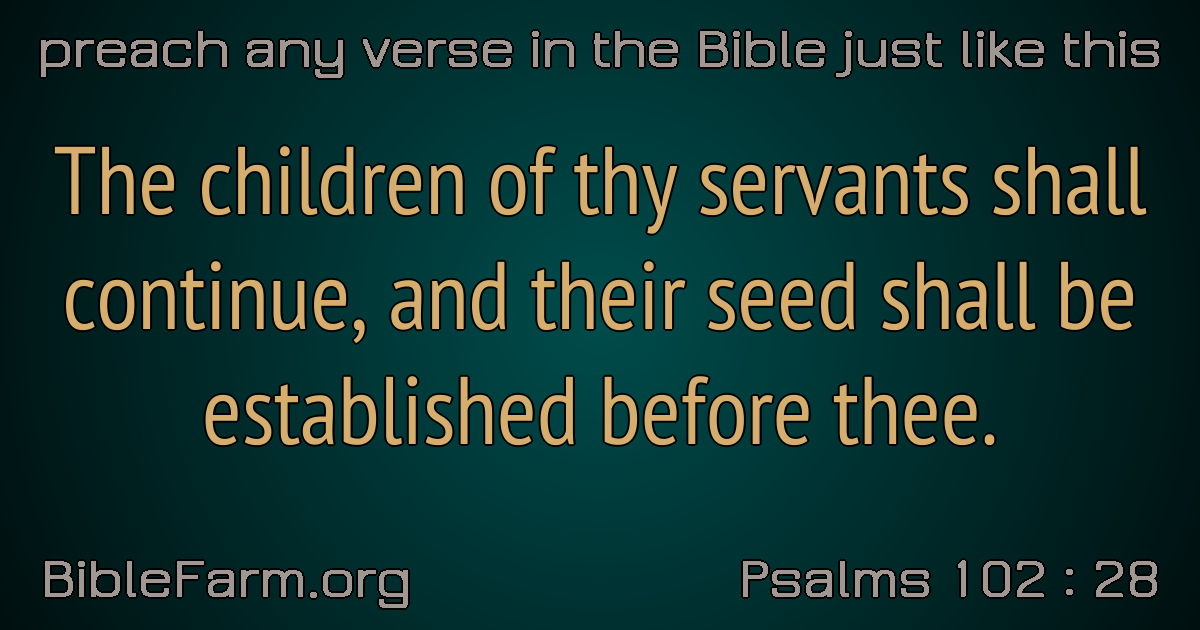 preach any verse in the Bible just like this
The children of thy servants shall
continue, and their seed shall be
established before thee.
BibleFarm.org
Psalms 102 : 28